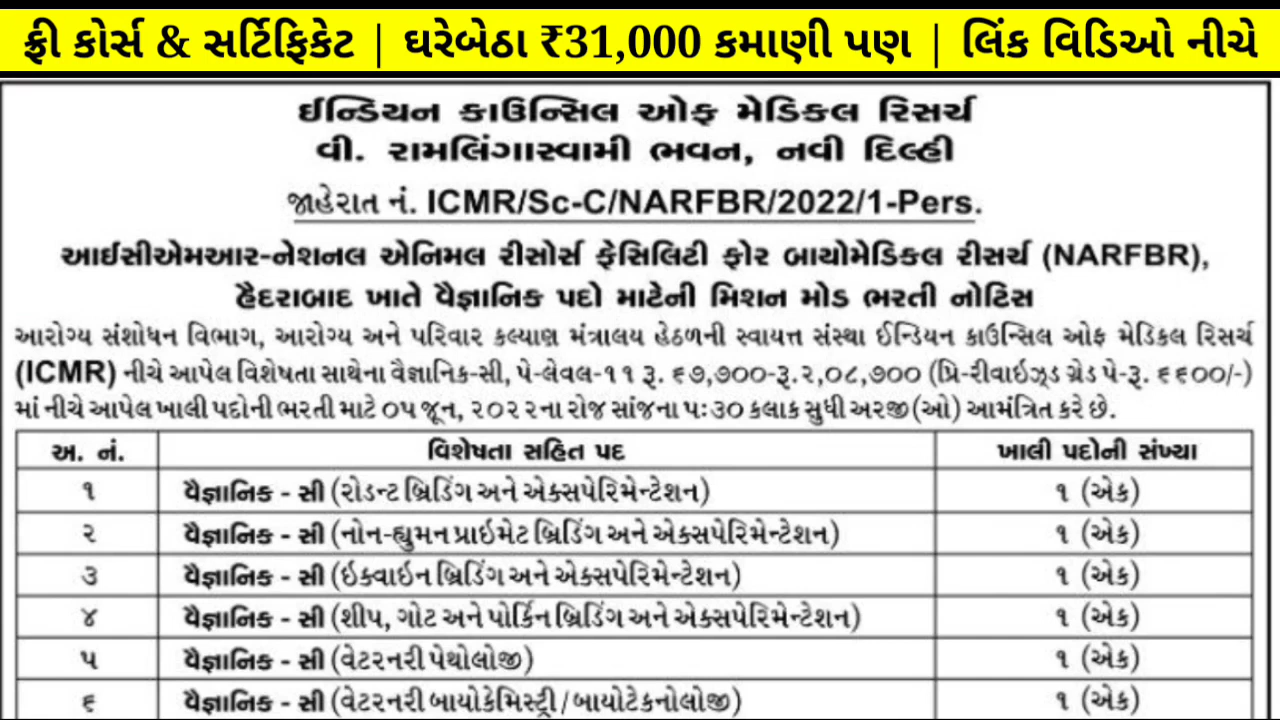 ફ્રી કોર્સ & સર્ટિફિકેટ | ઘરેબેઠા ₹31,000 કમાણી પણ | લિંક વિડિઓ નીચે
ઈન્ડિયન કાઉન્સિલ ઓફ મેડિકલ રિસર્ચ
વી. રામલિંગાસ્વામી ભવન, નવી દિલ્હી
જાહેરાત નં. ICMR/Sc-C/NARFBR/2022/1-Pers.
આઈસીએમઆર-નેશનલ એનિમલ રીસોર્સ ફેસિલિટી ફોર બાયોમેડિકલ રીસર્ચ (NARFBR),
હૈદરાબાદ ખાતે વૈજ્ઞાનિક પદો માટેની મિશન મોડ ભરતી નોટિસ
આરોગ્ય સંશોધન વિભાગ, આરોગ્ય અને પરિવાર કલ્યાણ મંત્રાલય હેઠળની સ્વાયત્ત સંસ્થા ઈન્ડિયન કાઉન્સિલ ઓફ મેડિકલ રિસર્ચ
(ICMR) નીચે આપેલ વિશેષતા સાથેના વૈજ્ઞાનિક-સી, પે-લેવલ-૧૧ રૂ. ૬૭,૭૦૦-રૂ.૨,૦૮,૭૦૦ (પ્રિ-રીવાઇઝ્ડ ગ્રેડ પે-રૂ. ૬૬૦૦/-)
માં નીચે આપેલ ખાલી પદોની ભરતી માટે ૦૫ જૂન, ૨૦૨૨ના રોજ સાંજના ૫ઃ૩૦ કલાક સુધી અરજી(ઓ) આમંત્રિત કરે છે.
અ. નં. વિશેષતા સહિત પદ ખાલી પદોની સંખ્યા
૧ વૈજ્ઞાનિક - સી (રોડન્ટ બ્રિડિંગ અને એક્સપેરિમેન્ટેશન) ૧ (એક)
૨ વૈજ્ઞાનિક - સી (નોન-હ્યુમન પ્રાઇમેટ બ્રિડિંગ અને એક્સપેરિમેન્ટેશન) ૧ (એક)
૩ વૈજ્ઞાનિક - સી (ઇક્વાઇન બ્રિડિંગ અને એક્સપેરિમેન્ટેશન) ૧ (એક)
૪ વૈજ્ઞાનિક - સી (શીપ, ગોટ અને પોર્કિન બ્રિડિંગ અને એક્સપેરિમેન્ટેશન) ૧ (એક)
૫ વૈજ્ઞાનિક - સી (વેટરનરી પેથોલોજી) ૧ (એક)
૬ વૈજ્ઞાનિક - સી (વેટરનરી બાયોકેમિસ્ટ્રી/બાયોટેકનોલોજી) ૧ (એક)